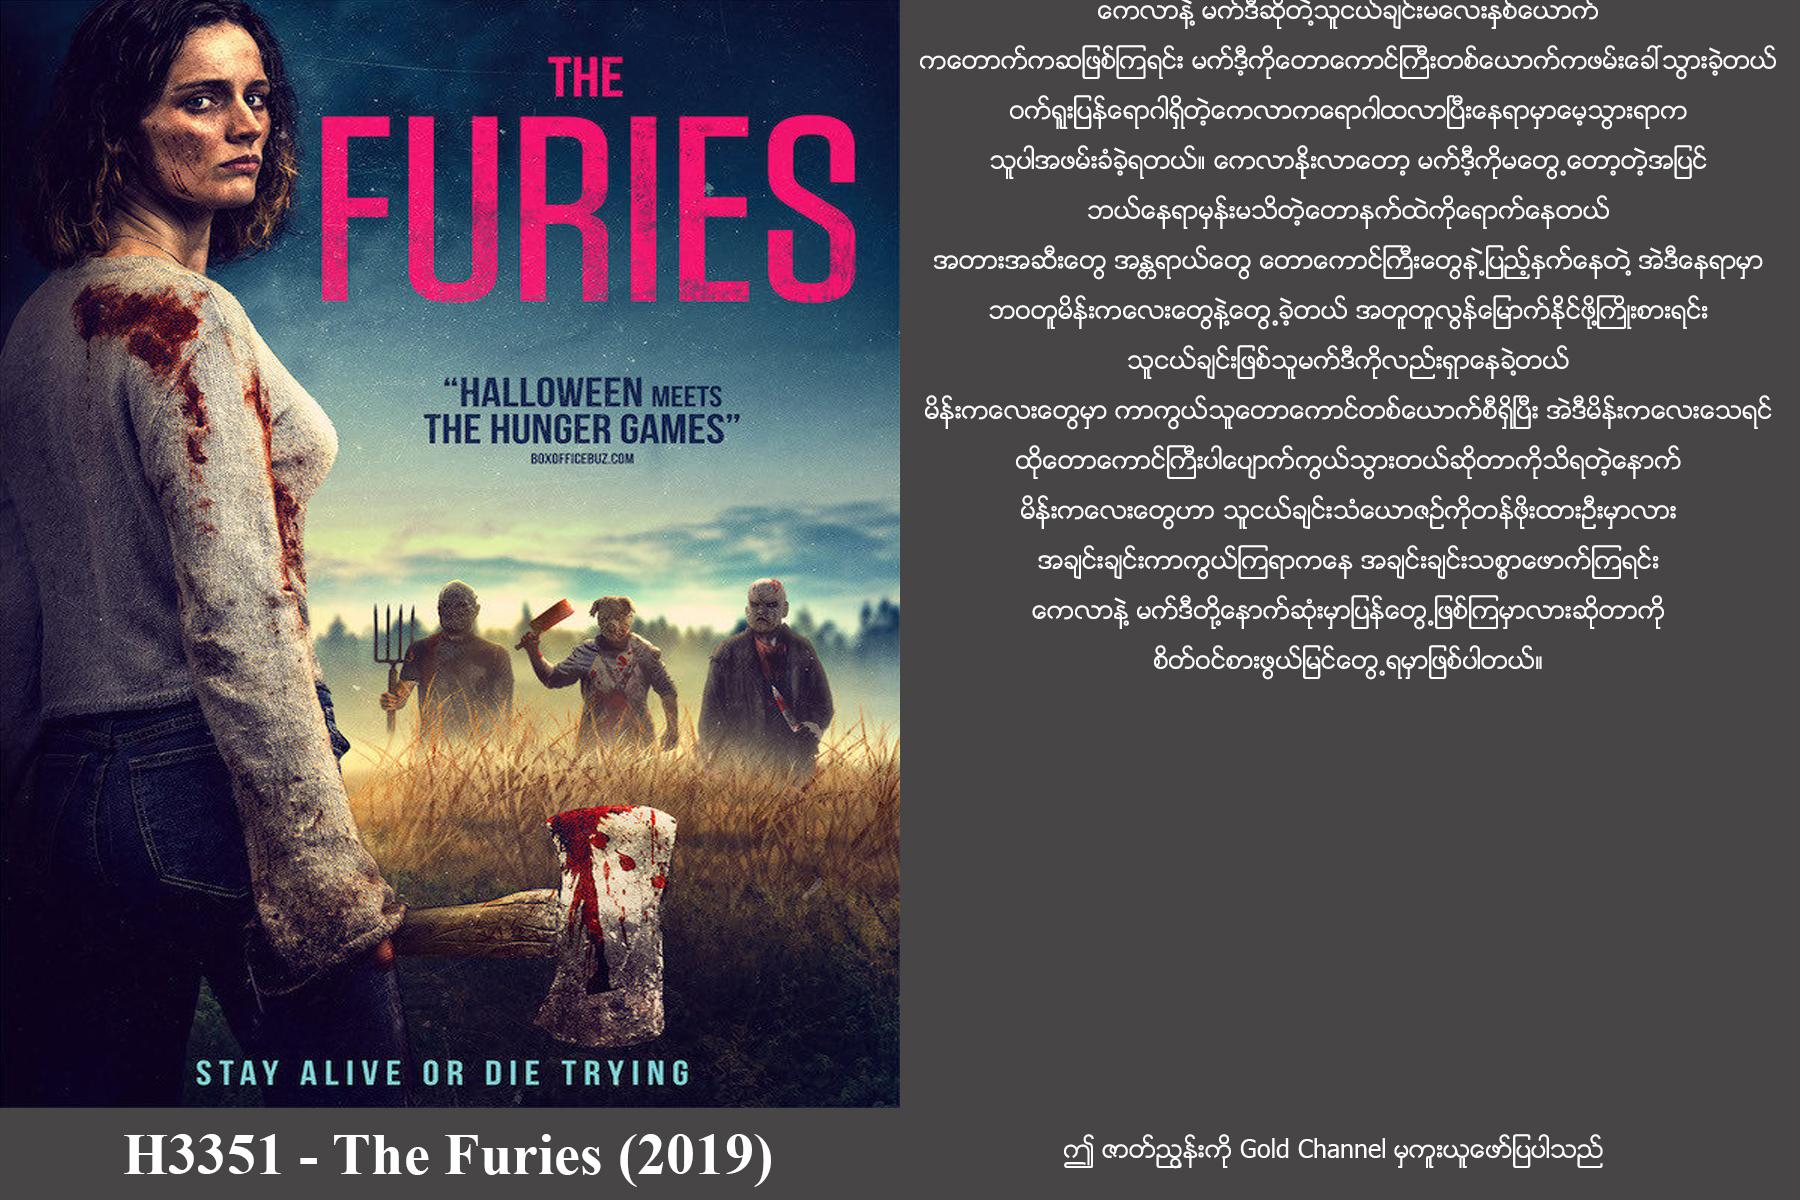 THE
FURIES
“HALLOWEEN MEETS
THE HUNGER GAMES”
BOXOFFICEBUZ.COM
STAY ALIVE OR DIE TRYING
H3351 - The Furies (2019)
ကေလာနဲ့ မက်ဒီဆိုတဲ့သူငယ်ချင်းမလေးနှစ်ယောက်
ကတောက်ကဆဖြစ်ကြရင်း မက်ဒီ့ကိုတောကောင်ကြီးတစ်ယောက်ကဖမ်းခေါ်သွားခဲ့တယ်
ဝက်ရူးပြန်ရောဂါရှိတဲ့ကေလာကရောဂါထလာပြီးနေရာမှာမေ့သွားရာက
သူပါအဖမ်းခံခဲ့ရတယ်။ ကေလာနိုးလာတော့ မက်ဒီ့ကိုမတွေ့တော့တဲ့အပြင်
ဘယ်နေရာမှန်းမသိတဲ့တောနက်ထဲကိုရောက်နေတယ်
အတားအဆီးတွေ အန္တရာယ်တွေ တောကောင်ကြီးတွေနဲ့ပြည့်နှက်နေတဲ့ အဲဒီနေရာမှာ
ဘဝတူမိန်းကလေးတွေနဲ့တွေ့ခဲ့တယ် အတူတူလွန်မြောက်နိုင်ဖို့ကြိုးစားရင်း
သူငယ်ချင်းဖြစ်သူမက်ဒီကိုလည်းရှာနေခဲ့တယ်
မိန်းကလေးတွေမှာ ကာကွယ်သူတောကောင်တစ်ယောက်စီရှိပြီး အဲဒီမိန်းကလေးသေရင်
ထိုတောကောင်ကြီးပါပျောက်ကွယ်သွားတယ်ဆိုတာကိုသိရတဲ့နောက်
မိန်းကလေးတွေဟာ သူငယ်ချင်းသံယောဇဉ်ကိုတန်ဖိုးထားဦးမှာလား
အချင်းချင်းကာကွယ်ကြရာကနေ အချင်းချင်းသစ္စာဖောက်ကြရင်း
ကေလာနဲ့ မက်ဒီတို့နောက်ဆုံးမှာပြန်တွေ့ဖြစ်ကြမှာလားဆိုတာကို
စိတ်ဝင်စားဖွယ်မြင်တွေ့ရမှာဖြစ်ပါတယ်။
ဤ ဇာတ်ညွန်းကို Gold Channel မှကူးယူဖော်ပြပါသည်